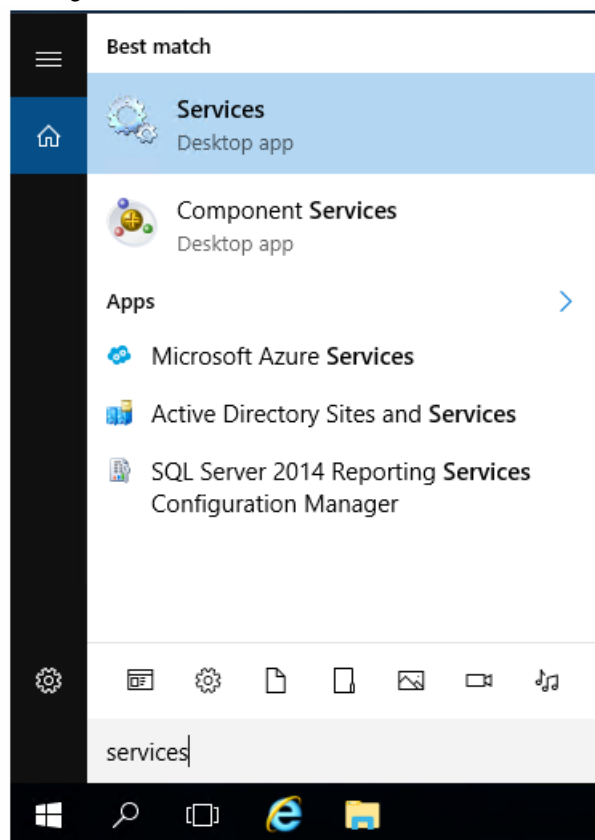 Best match
Services
Desktop app
Component Services
Desktop app
Apps
Microsoft Azure Services
Active Directory Sites and Services
SQL Server 2014 Reporting Services
Configuration Manager
services